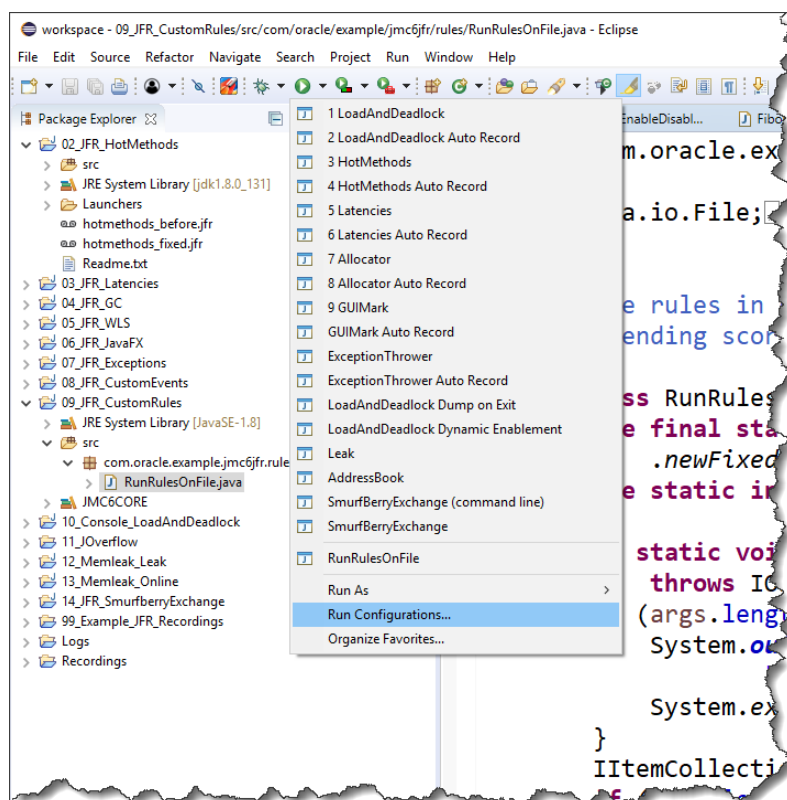 workspace - 09_JFR_CustomRules/src/com/oracle/example/jmc6jfr/rules/RunRulesOnFile.java - Eclipse
File Edit Source Refactor Navigate Search Project Run Window Help
Package Explorer
EnableDisabl...
02_JFR_HotMethods
src
JRE System Library [jdk1.8.0_131]
Launchers
hotmethods_before.jfr
hotmethods_fixed.jfr
Readme.txt
03_JFR_Latencies
04_JFR_GC
05_JFR_WLS
06_JFR_JavaFX
07_JFR_Exceptions
08_JFR_CustomEvents
09_JFR_CustomRules
JRE System Library [JavaSE-1.8]
src
com.oracle.example.jmc6jfr.rule
RunRulesOnFile.java
JMC6CORE
10_Console_LoadAndDeadlock
11_JOverflow
12_Memleak_Leak
13_Memleak_Online
14_JFR_SmurfberryExchange
99_Example_JFR_Recordings
Logs
Recordings
1 LoadAndDeadlock
2 LoadAndDeadlock Auto Record
3 HotMethods
4 HotMethods Auto Record
5 Latencies
6 Latencies Auto Record
7 Allocator
8 Allocator Auto Record
9 GUIMark
GUIMark Auto Record
ExceptionThrower
ExceptionThrower Auto Record
LoadAndDeadlock Dump on Exit
LoadAndDeadlock Dynamic Enablement
Leak
AddressBook
SmurfBerryExchange (command line)
SmurfBerryExchange
RunRulesOnFile
Run As
Run Configurations...
Organize Favorites...
Fibo
m.oracle.ex
a.io.File;
e rules in
ending scor
ss RunRules
e final sta
.newFixed
e static in
static voi
throws IO
(args.leng
System.ou
System.ex
}
IItemCollecti